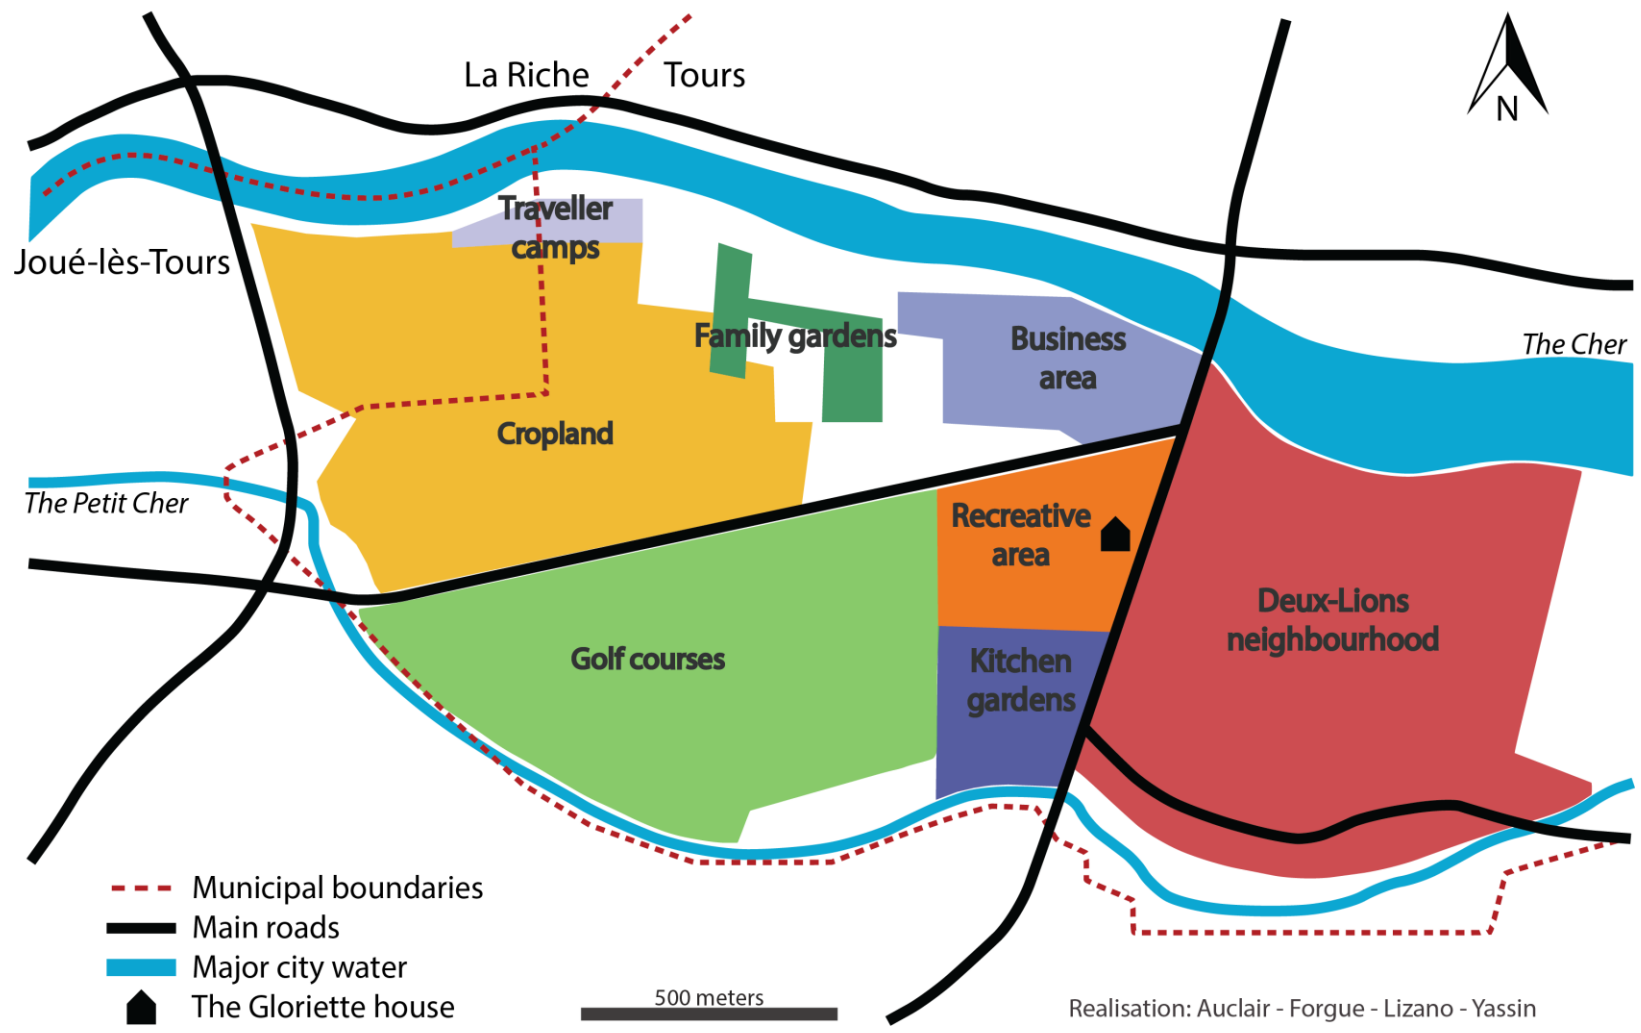 La Riche
Tours
N
Traveller
camps
Joué-lès-Tours
Family gardens
Business
area
The Cher
Cropland
The Petit Cher
Recreative
area
Deux-Lions
neighbourhood
Golf courses
Kitchen
gardens
Municipal boundaries
Main roads
Major city water
The Gloriette house
500 meters
Realisation: Auclair - Forgue - Lizano - Yassin